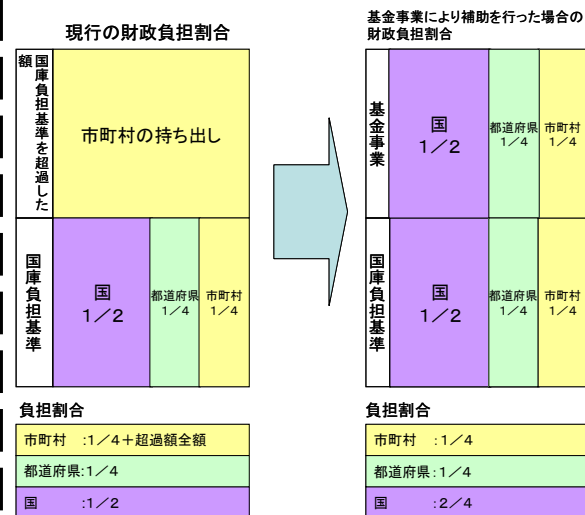 現行の財政負担割合
国庫負担基準を超過した
額
市町村の持ち出し
国庫負担基準
国
1／2
都道府県
1／4
市町村
1／4
負担割合
市町村　:1／4＋超過額全額
都道府県:1／4
国　　　:1／2
基金事業により補助を行った場合の
財政負担割合
基金事業
国
1／2
都道府県
1／4
市町村
1／4
国庫負担基準
国
1／2
都道府県
1／4
市町村
1／4
負担割合
市町村　:1／4
都道府県:1／4
国　　　:2／4